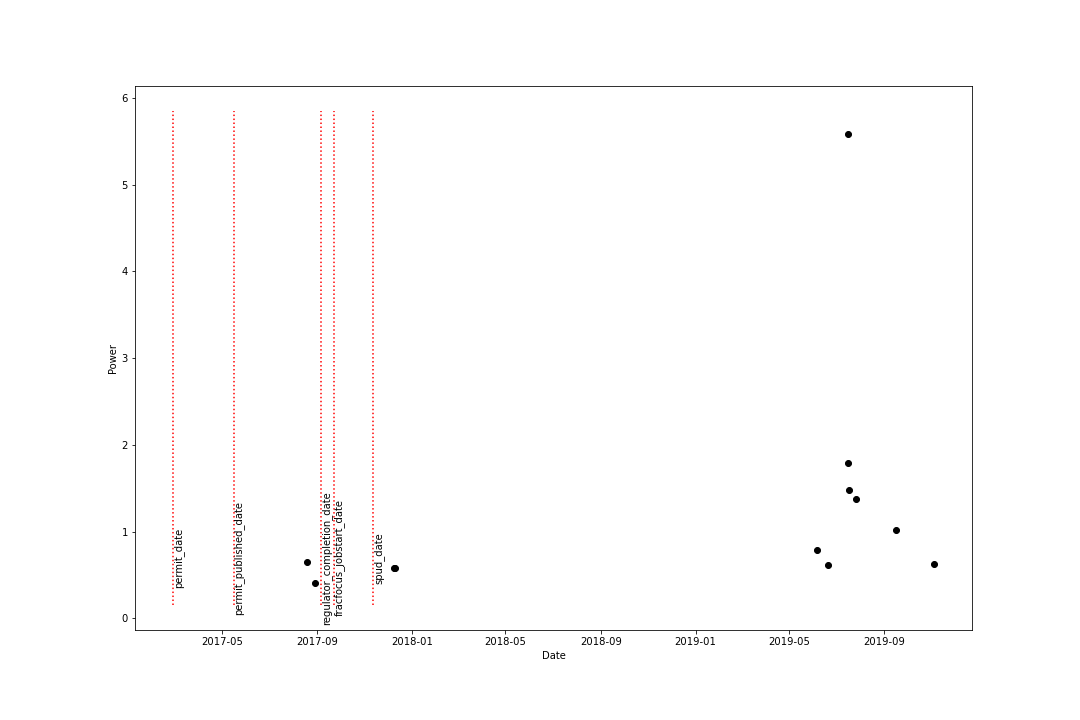 6
5
4
3
2
1
0
Power
permit_date
permit_published_date
regulator_completion_date
fracfocus_jobstart_date
spud_date
2017-05
2017-09
2018-01
2018-05
2018-09
2019-01
2019-05
2019-09
Date